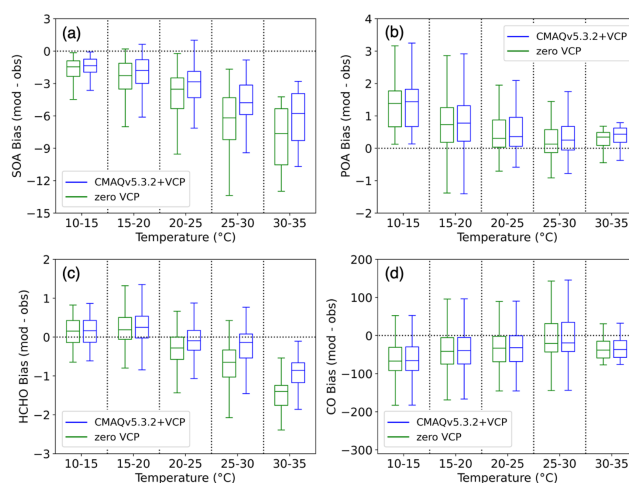 (a)
SOA Bias (mod - obs)
3
0
−3
−6
−9
−12
−15
CMAQv5.3.2+VCP
zero VCP
10-15 15-20 20-25 25-30 30-35
Temperature (°C)
(b)
POA Bias (mod - obs)
4
3
2
1
0
−1
−2
CMAQv5.3.2+VCP
zero VCP
10-15 15-20 20-25 25-30 30-35
Temperature (°C)
(c)
HCHO Bias (mod - obs)
2
1
0
−1
−2
−3
CMAQv5.3.2+VCP
zero VCP
10-15 15-20 20-25 25-30 30-35
Temperature (°C)
(d)
CO Bias (mod - obs)
200
100
0
−100
−200
−300
CMAQv5.3.2+VCP
zero VCP
10-15 15-20 20-25 25-30 30-35
Temperature (°C)